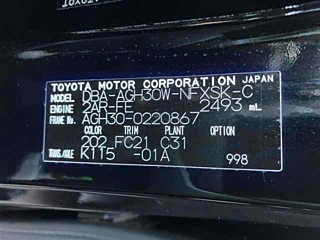 TOYOTA MOTOR CORPORATION JAPAN
MODEL DBA-AGH30W-NFXSK-C
ENGINE 2AR-FE 2493 mL
FRAME No. AGH30-0220867
COLOR TRIM PLANT OPTION
202 FC21 C31
TRANS./AXLE K115 -01A
998